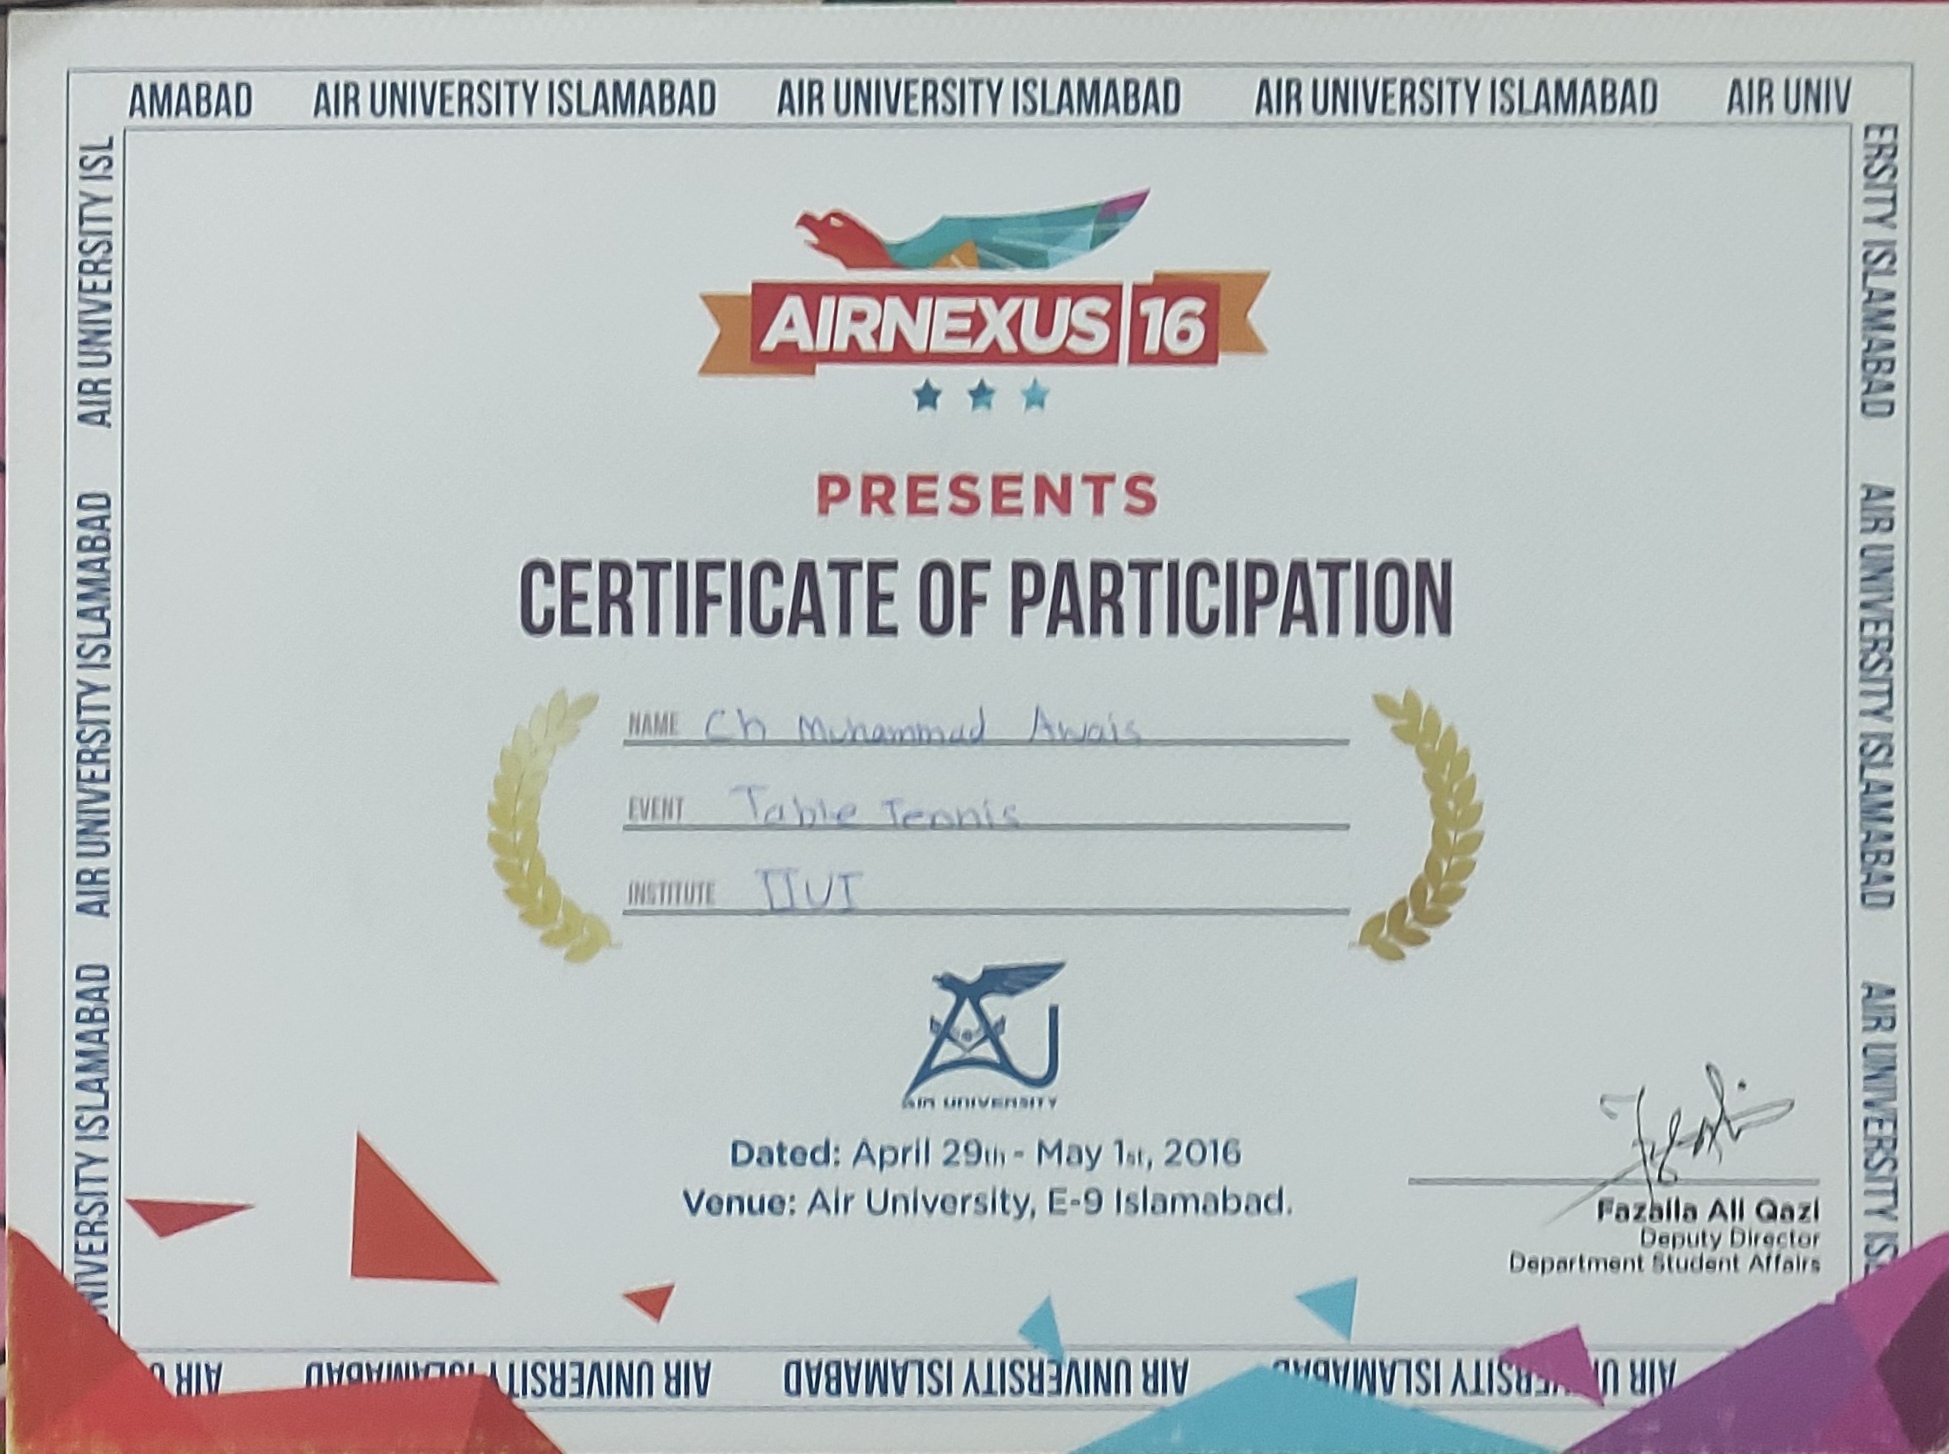 AMABAD AIR UNIVERSITY ISLAMABAD AIR UNIVERSITY ISLAMABAD AIR UNIVERSITY ISLAMABAD AIR UNIV
ERSITY ISLAMABAD AIR UNIVERSITY ISLAMABAD AIR UNIVERSITY ISL
AIRNEXUS 16
PRESENTS
CERTIFICATE OF PARTICIPATION
NAME Ch Muhammad Awais
EVENT Table Tennis
INSTITUTE IIUI
AIR UNIVERSITY
Dated: April 29th - May 1st, 2016
Venue: Air University, E-9 Islamabad.
Fazaila Ali Qazi
Deputy Director
Department Student Affairs
AIR UNIVERSITY ISLAMABAD AIR UNIVERSITY ISLAMABAD AIR UNIVERSITY ISLAMABAD AIR U
NIVERSITY ISLAMABAD AIR UNIVERSITY ISLAMABAD AIR UNIVERSITY ISL